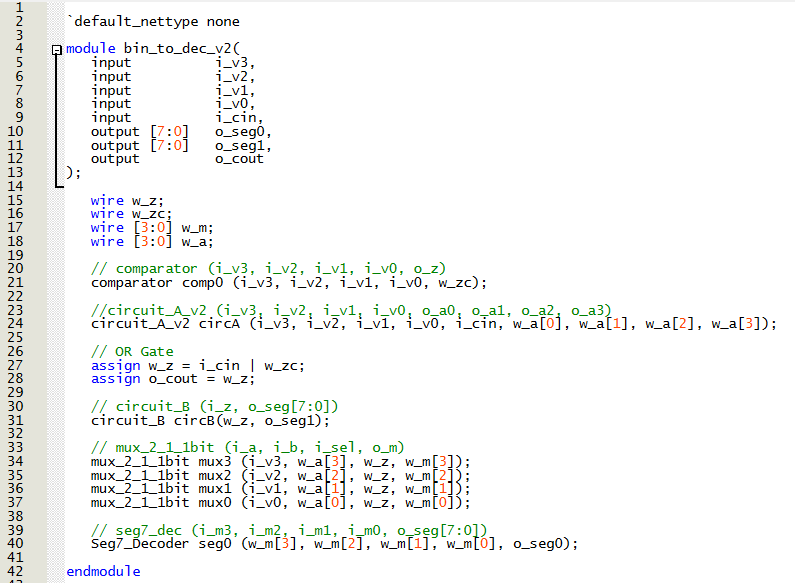 1
2 `default_nettype none
3
4 module bin_to_dec_v2(
5 input i_v3,
6 input i_v2,
7 input i_v1,
8 input i_v0,
9 input i_cin,
10 output [7:0] o_seg0,
11 output [7:0] o_seg1,
12 output o_cout
13 );
14
15 wire w_z;
16 wire w_zc;
17 wire [3:0] w_m;
18 wire [3:0] w_a;
19
20 // comparator (i_v3, i_v2, i_v1, i_v0, o_z)
21 comparator comp0 (i_v3, i_v2, i_v1, i_v0, w_zc);
22
23 //circuit_A_v2 (i_v3, i_v2, i_v1, i_v0, o_a0, o_a1, o_a2, o_a3)
24 circuit_A_v2 circA (i_v3, i_v2, i_v1, i_v0, i_cin, w_a[0], w_a[1], w_a[2], w_a[3]);
25
26 // OR Gate
27 assign w_z = i_cin | w_zc;
28 assign o_cout = w_z;
29
30 // circuit_B (i_z, o_seg[7:0])
31 circuit_B circB(w_z, o_seg1);
32
33 // mux_2_1_1bit (i_a, i_b, i_sel, o_m)
34 mux_2_1_1bit mux3 (i_v3, w_a[3], w_z, w_m[3]);
35 mux_2_1_1bit mux2 (i_v2, w_a[2], w_z, w_m[2]);
36 mux_2_1_1bit mux1 (i_v1, w_a[1], w_z, w_m[1]);
37 mux_2_1_1bit mux0 (i_v0, w_a[0], w_z, w_m[0]);
38
39 // seg7_dec (i_m3, i_m2, i_m1, i_m0, o_seg[7:0])
40 Seg7_Decoder seg0 (w_m[3], w_m[2], w_m[1], w_m[0], o_seg0);
41
42 endmodule